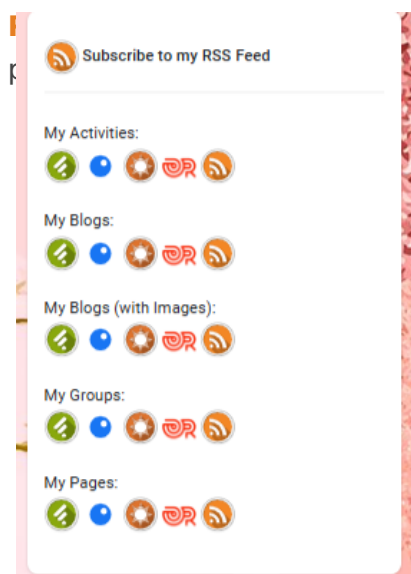 Subscribe to my RSS Feed
My Activities:
My Blogs:
My Blogs (with Images):
My Groups:
My Pages: